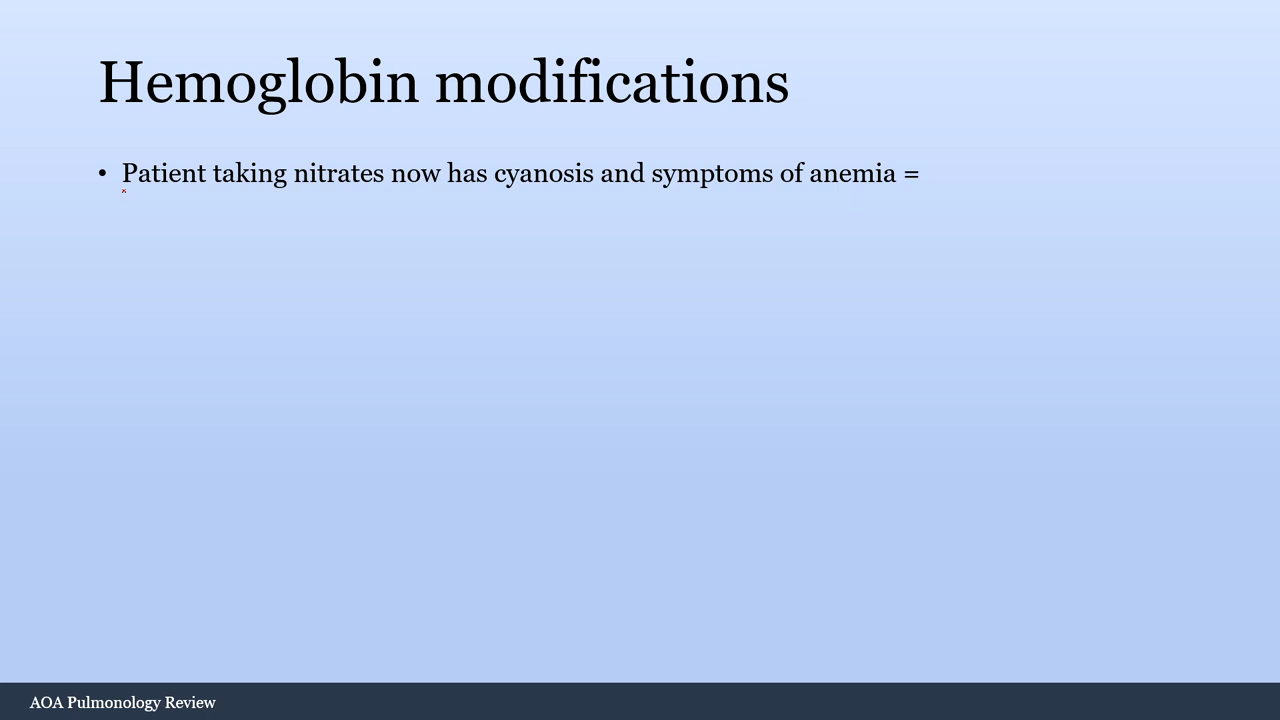 Hemoglobin modifications
• Patient taking nitrates now has cyanosis and symptoms of anemia =
AOA Pulmonology Review